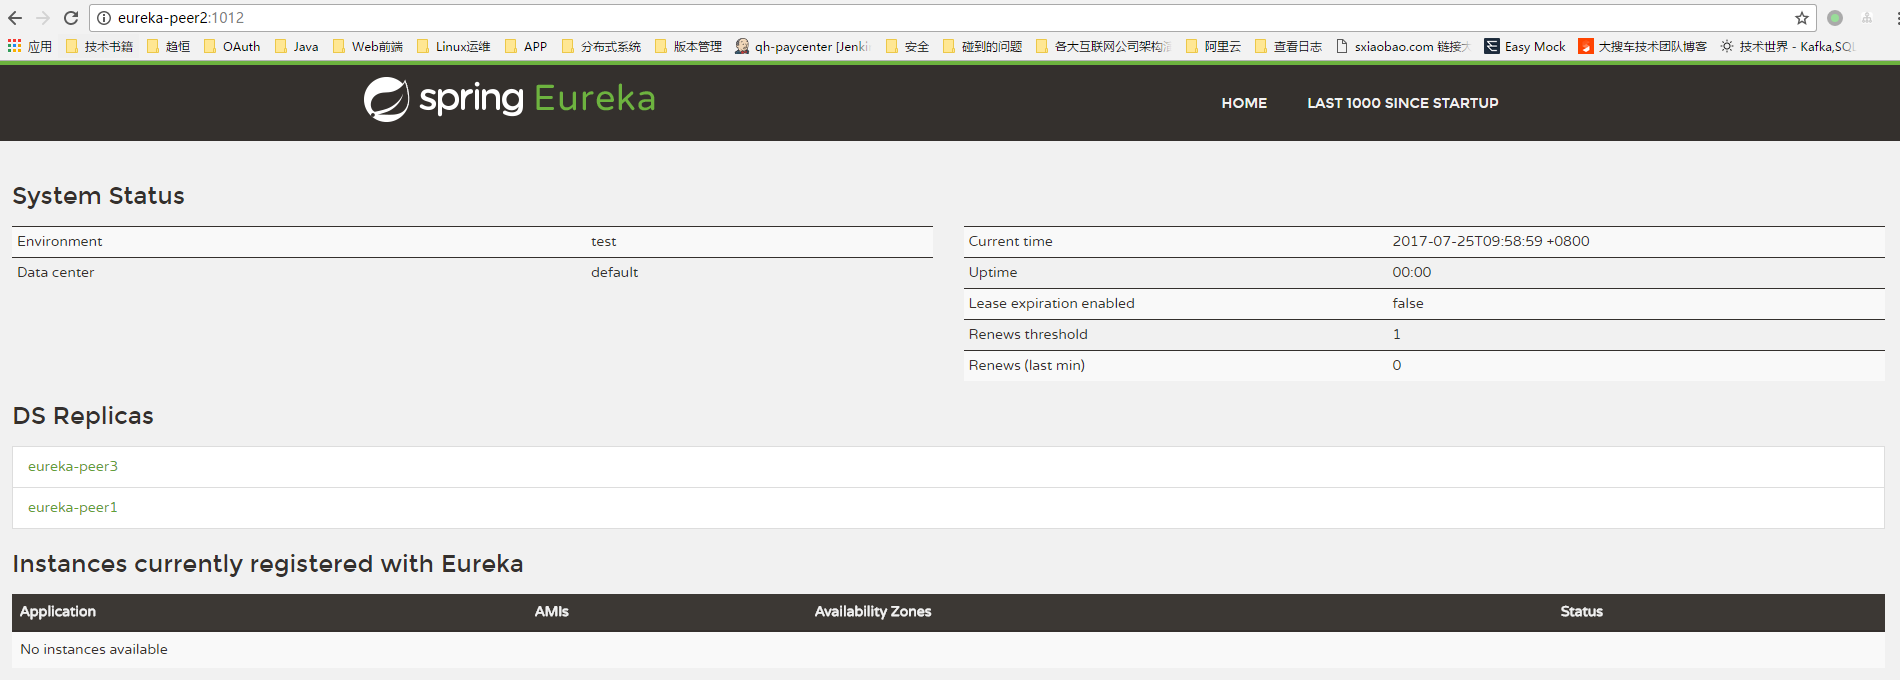 eureka-peer2:1012
应用 技术书籍 趋恒 OAuth Java Web前端 Linux运维 APP 分布式系统 版本管理 qh-paycenter [Jenki 安全 碰到的问题 各大互联网公司架构 阿里云 查看日志 sxiaobao.com 链接 Easy Mock 大搜车技术团队博客 技术世界 - Kafka,SQL
spring Eureka
HOME LAST 1000 SINCE STARTUP
System Status
Environment test
Data center default
Current time 2017-07-25T09:58:59 +0800
Uptime 00:00
Lease expiration enabled false
Renews threshold 1
Renews (last min) 0
DS Replicas
eureka-peer3
eureka-peer1
Instances currently registered with Eureka
Application AMIs Availability Zones Status
No instances available